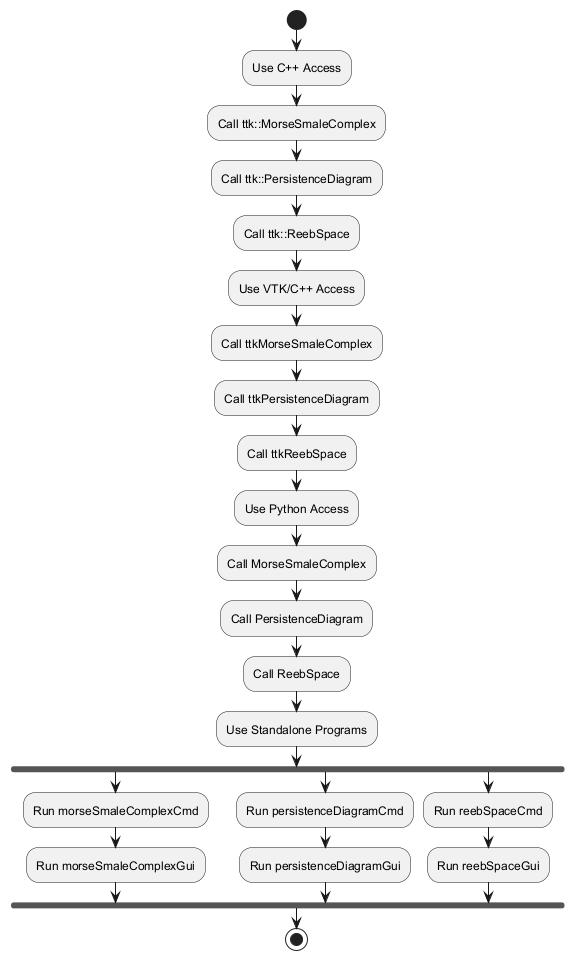 Use C++ Access
Call ttk::MorseSmaleComplex
Call ttk::PersistenceDiagram
Call ttk::ReebSpace
Use VTK/C++ Access
Call ttkMorseSmaleComplex
Call ttkPersistenceDiagram
Call ttkReebSpace
Use Python Access
Call MorseSmaleComplex
Call PersistenceDiagram
Call ReebSpace
Use Standalone Programs
Run morseSmaleComplexCmd
Run persistenceDiagramCmd
Run reebSpaceCmd
Run morseSmaleComplexGui
Run persistenceDiagramGui
Run reebSpaceGui